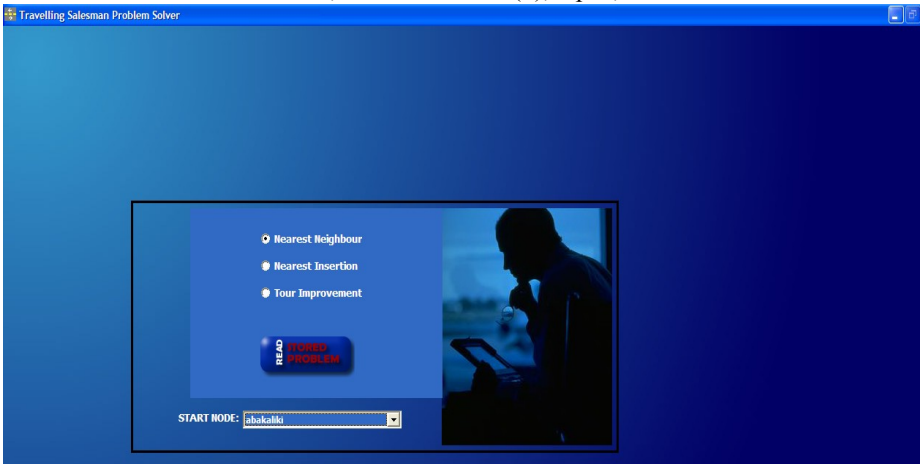 Travelling Salesman Problem Solver
Nearest Neighbour
Nearest Insertion
Tour Improvement
READ
STORED
PROBLEM
START NODE: abakaliki